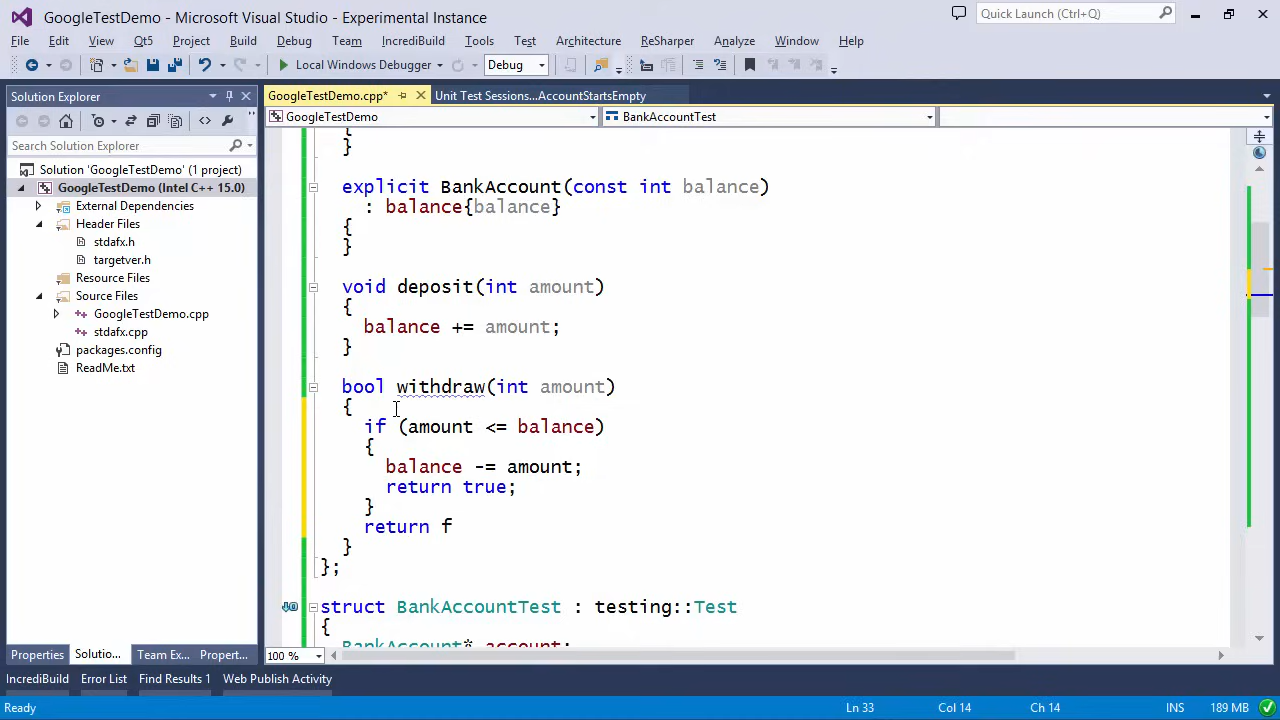 GoogleTestDemo - Microsoft Visual Studio - Experimental Instance
Quick Launch (Ctrl+Q)
File Edit View Qt5 Project Build Debug Team IncrediBuild Tools Test Architecture ReSharper Analyze Window Help
Local Windows Debugger Debug
Solution Explorer
GoogleTestDemo.cpp*
Unit Test Sessions...AccountStartsEmpty
GoogleTestDemo
BankAccountTest
Search Solution Explorer
Solution 'GoogleTestDemo' (1 project)
GoogleTestDemo (Intel C++ 15.0)
External Dependencies
Header Files
stdafx.h
targetver.h
Resource Files
Source Files
GoogleTestDemo.cpp
stdafx.cpp
packages.config
ReadMe.txt
{
}
explicit BankAccount(const int balance)
: balance{balance}
{
}
void deposit(int amount)
{
balance += amount;
}
bool withdraw(int amount)
{
if (amount <= balance)
{
balance -= amount;
return true;
}
return f
}
};
struct BankAccountTest : testing::Test
{
BankAccount* account;
Properties Solutio... Team Ex... Propert...
100 %
IncrediBuild Error List Find Results 1 Web Publish Activity
Ready Ln 33 Col 14 Ch 14 INS 189 MB